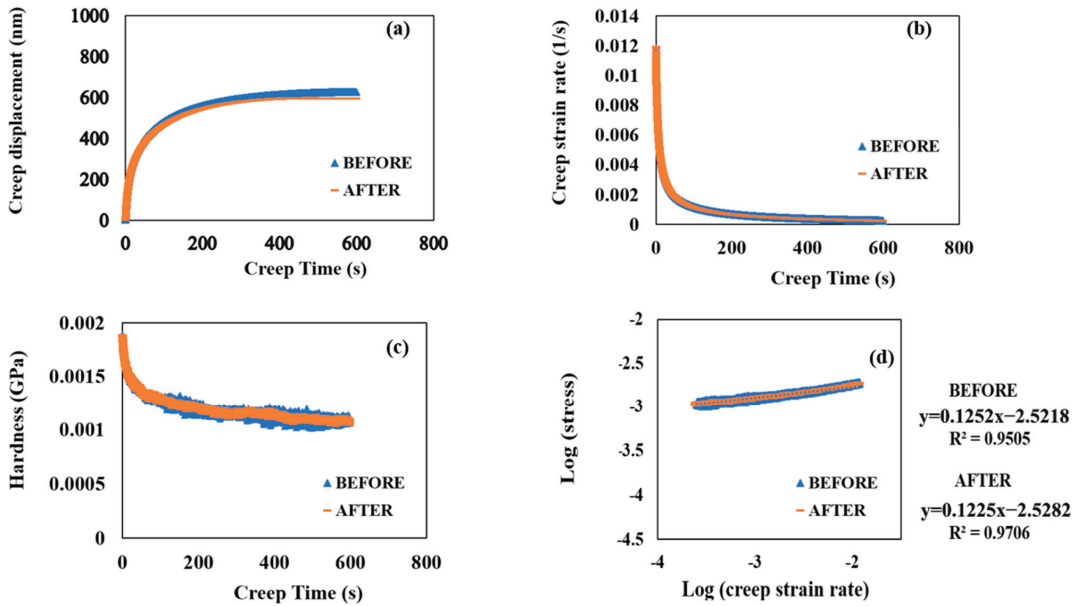 (a)
Creep displacement (nm)
1000
800
600
400
200
0
BEFORE
AFTER
0 200 400 600 800
Creep Time (s)
(b)
Creep strain rate (1/s)
0.014
0.012
0.01
0.008
0.006
0.004
0.002
0
BEFORE
AFTER
0 200 400 600 800
Creep Time (s)
(c)
Hardness (GPa)
0.002
0.0015
0.001
0.0005
0
BEFORE
AFTER
0 200 400 600 800
Creep Time (s)
(d)
Log (stress)
-2
-2.5
-3
-3.5
-4
-4.5
BEFORE
AFTER
-4 -3 -2
Log (creep strain rate)
BEFORE
y=0.1252x−2.5218
R² = 0.9505
AFTER
y=0.1225x−2.5282
R² = 0.9706